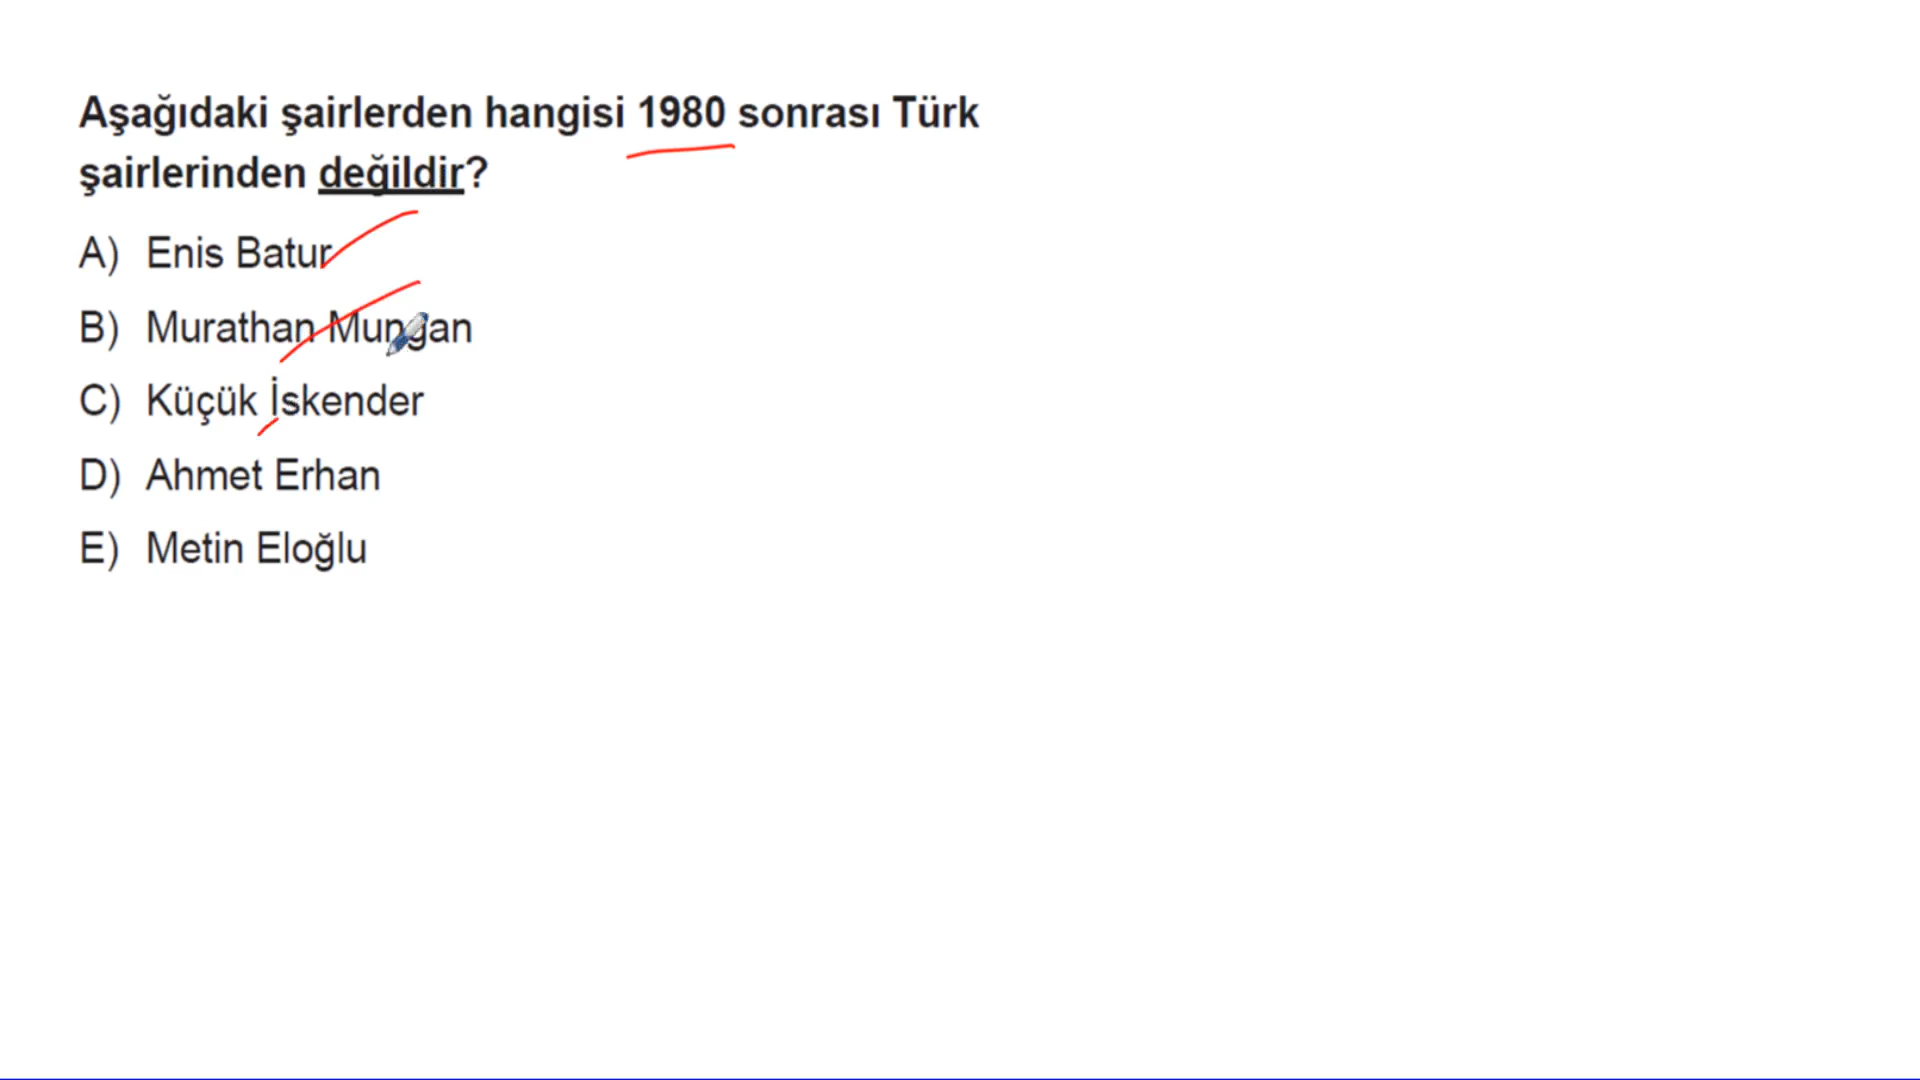 Aşağıdaki şairlerden hangisi 1980 sonrası Türk
şairlerinden değildir?
A) Enis Batur
B) Murathan Mungan
C) Küçük İskender
D) Ahmet Erhan
E) Metin Eloğlu